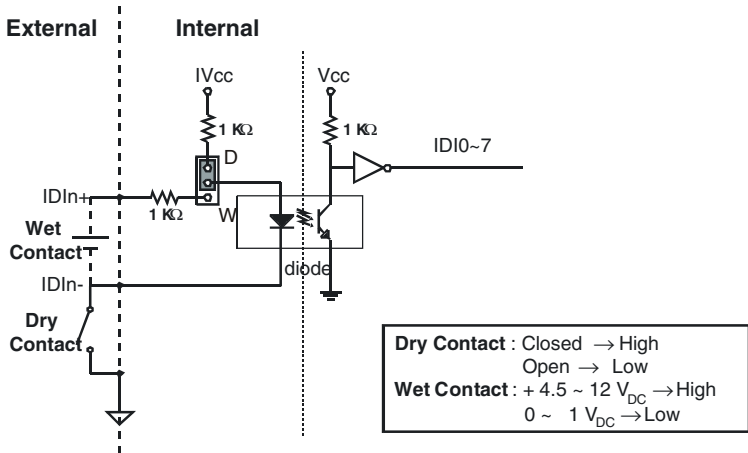 External
Internal
IVcc
Vcc
1 KΩ
1 KΩ
D
IDI0~7
IDIn+
1 KΩ
W
Wet
Contact
diode
IDIn-
Dry
Contact
Dry Contact : Closed → High
Open → Low
Wet Contact : + 4.5 ~ 12 VDC → High
0 ~ 1 VDC → Low